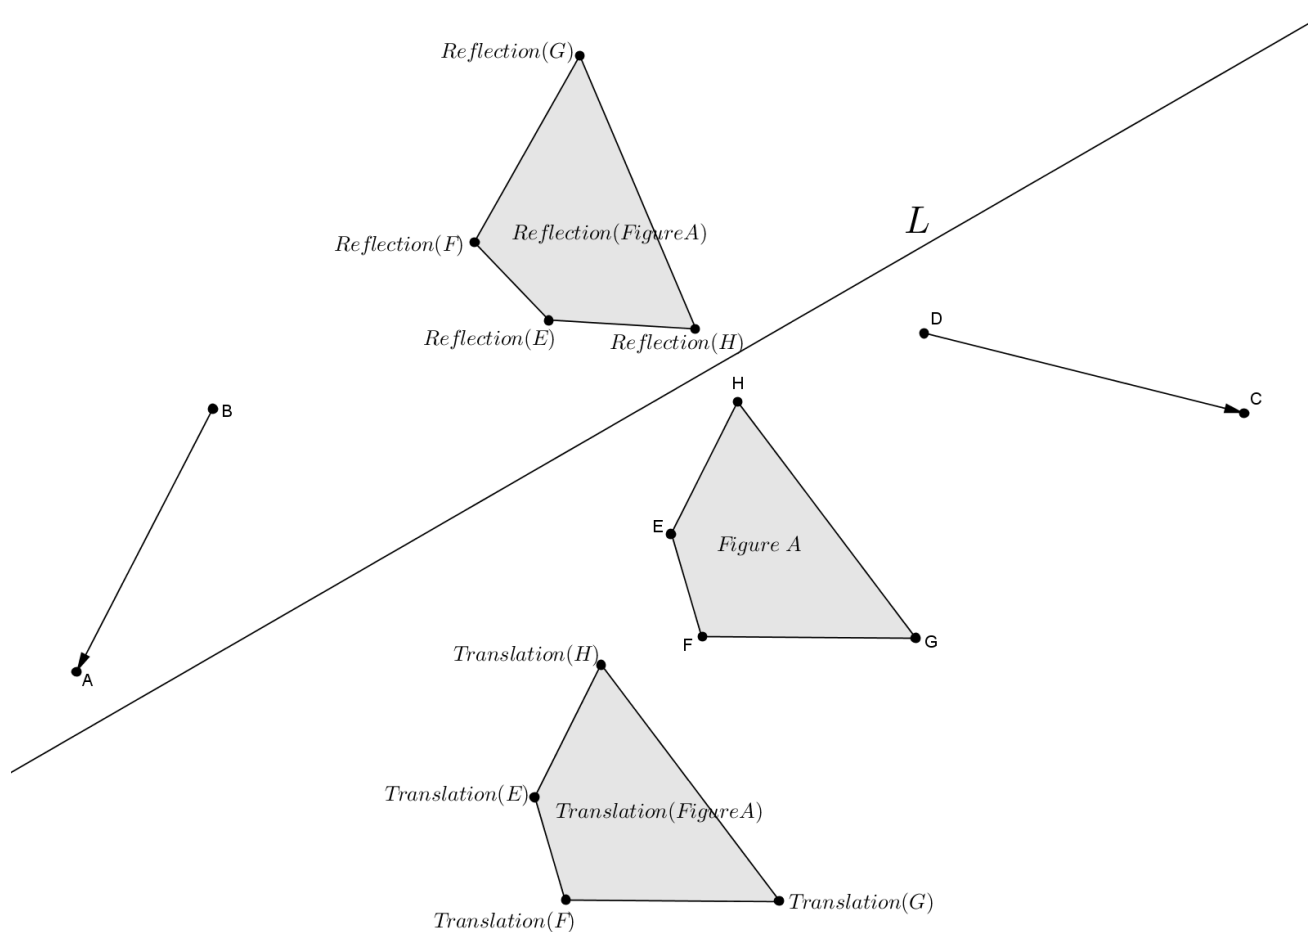 Reflection(G)
L
Reflection(FigureA)
Reflection(F)
D
Reflection(E)
Reflection(H)
H
C
B
E
Figure A
F
G
Translation(H)
A
Translation(E)
Translation(FigureA)
Translation(G)
Translation(F)